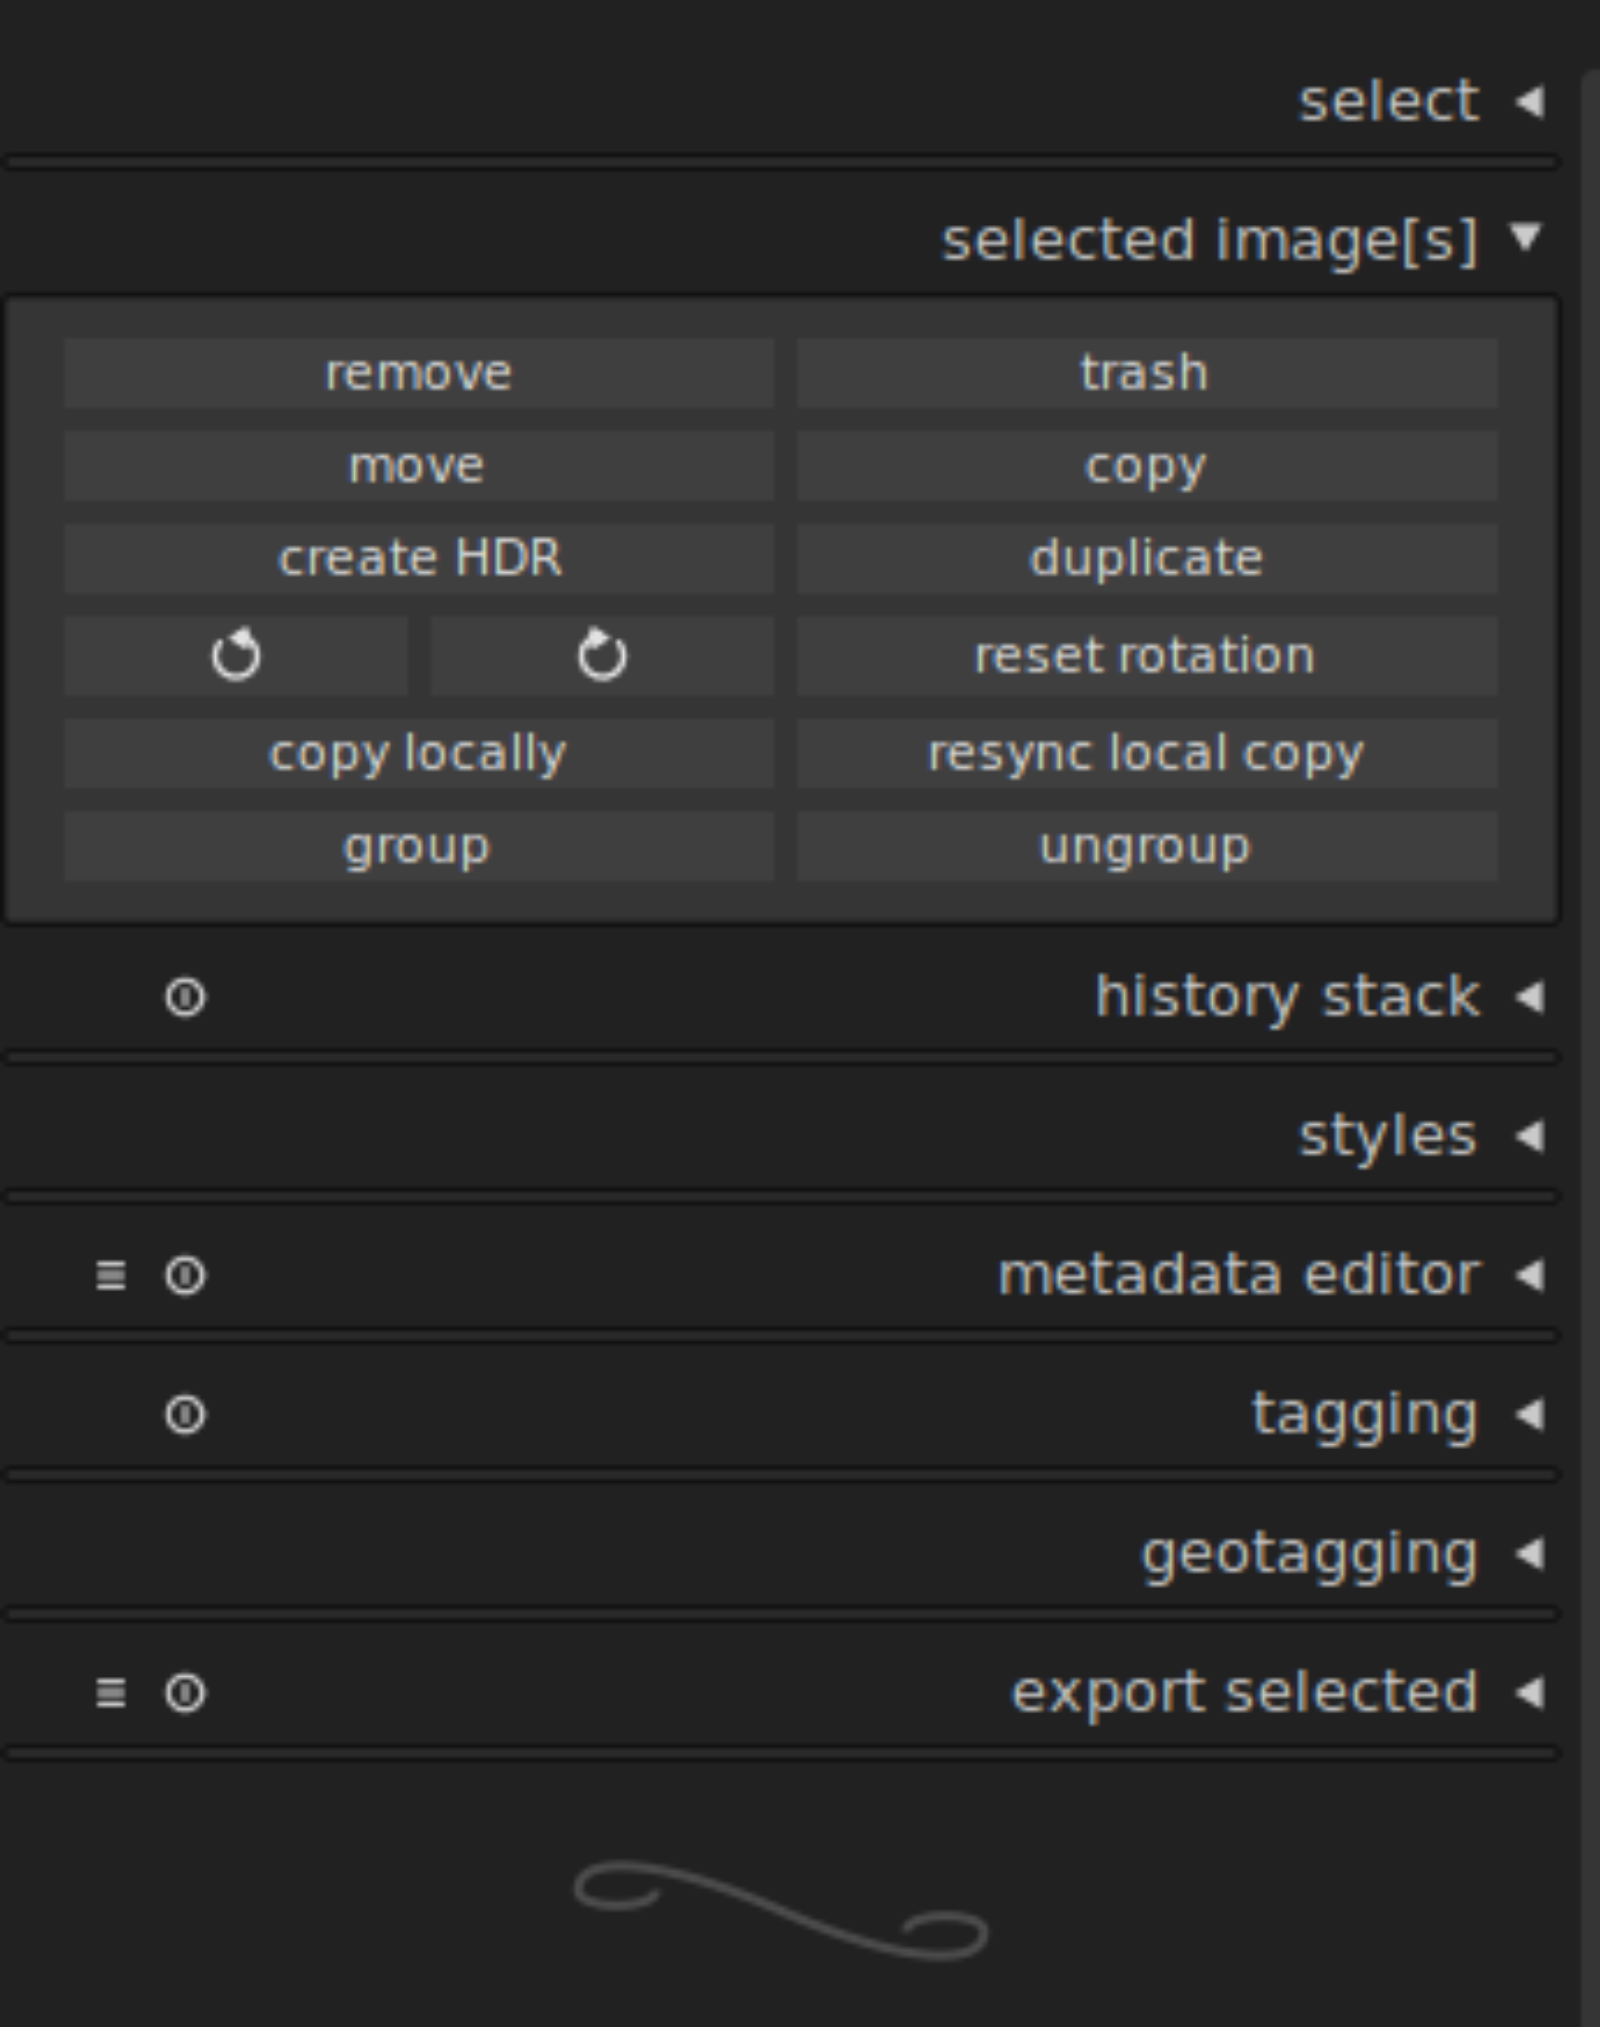 select
selected image[s]
remove trash
move copy
create HDR duplicate
reset rotation
copy locally resync local copy
group ungroup
history stack
styles
metadata editor
tagging
geotagging
export selected